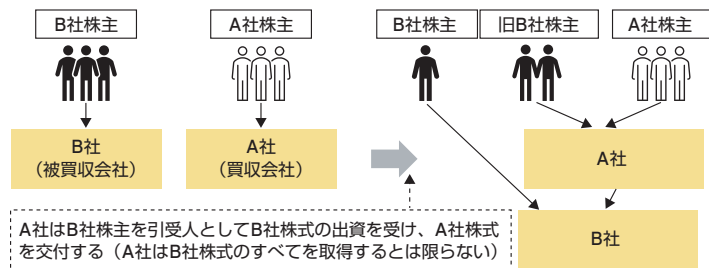 B社株主
A社株主
B社株主
旧B社株主
A社株主
B社
（被買収会社）
A社
（買収会社）
A社
B社
A社はB社株主を引受人としてB社株式の出資を受け、A社株式
を交付する（A社はB社株式のすべてを取得するとは限らない）